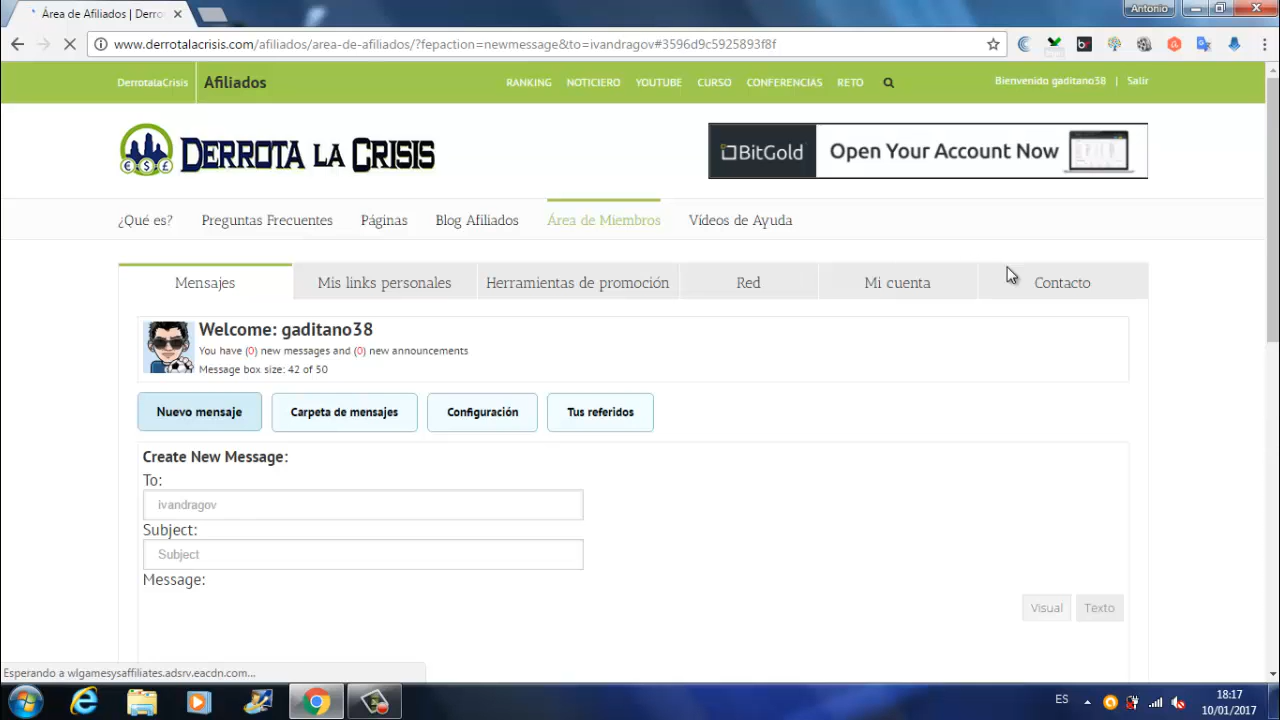 Área de Afiliados | Derro
Antonio
www.derrotalacrisis.com/afiliados/area-de-afiliados/?fepaction=newmessage&to=ivandragov#3596d9c5925893f8f
DerrotalaCrisis
Afiliados
RANKING
NOTICIERO
YOUTUBE
CURSO
CONFERENCIAS
RETO
Bienvenido gaditano38 | Salir
DERROTA LA CRISIS
BitGold
Open Your Account Now
¿Qué es?
Preguntas Frecuentes
Páginas
Blog Afiliados
Área de Miembros
Vídeos de Ayuda
Mensajes
Mis links personales
Herramientas de promoción
Red
Mi cuenta
Contacto
Welcome: gaditano38
You have (0) new messages and (0) new announcements
Message box size: 42 of 50
Nuevo mensaje
Carpeta de mensajes
Configuración
Tus referidos
Create New Message:
To:
ivandragov
Subject:
Subject
Message:
Visual
Texto
Esperando a wlgamesysaffiliates.adsrv.eacdn.com...
ES
18:17
10/01/2017